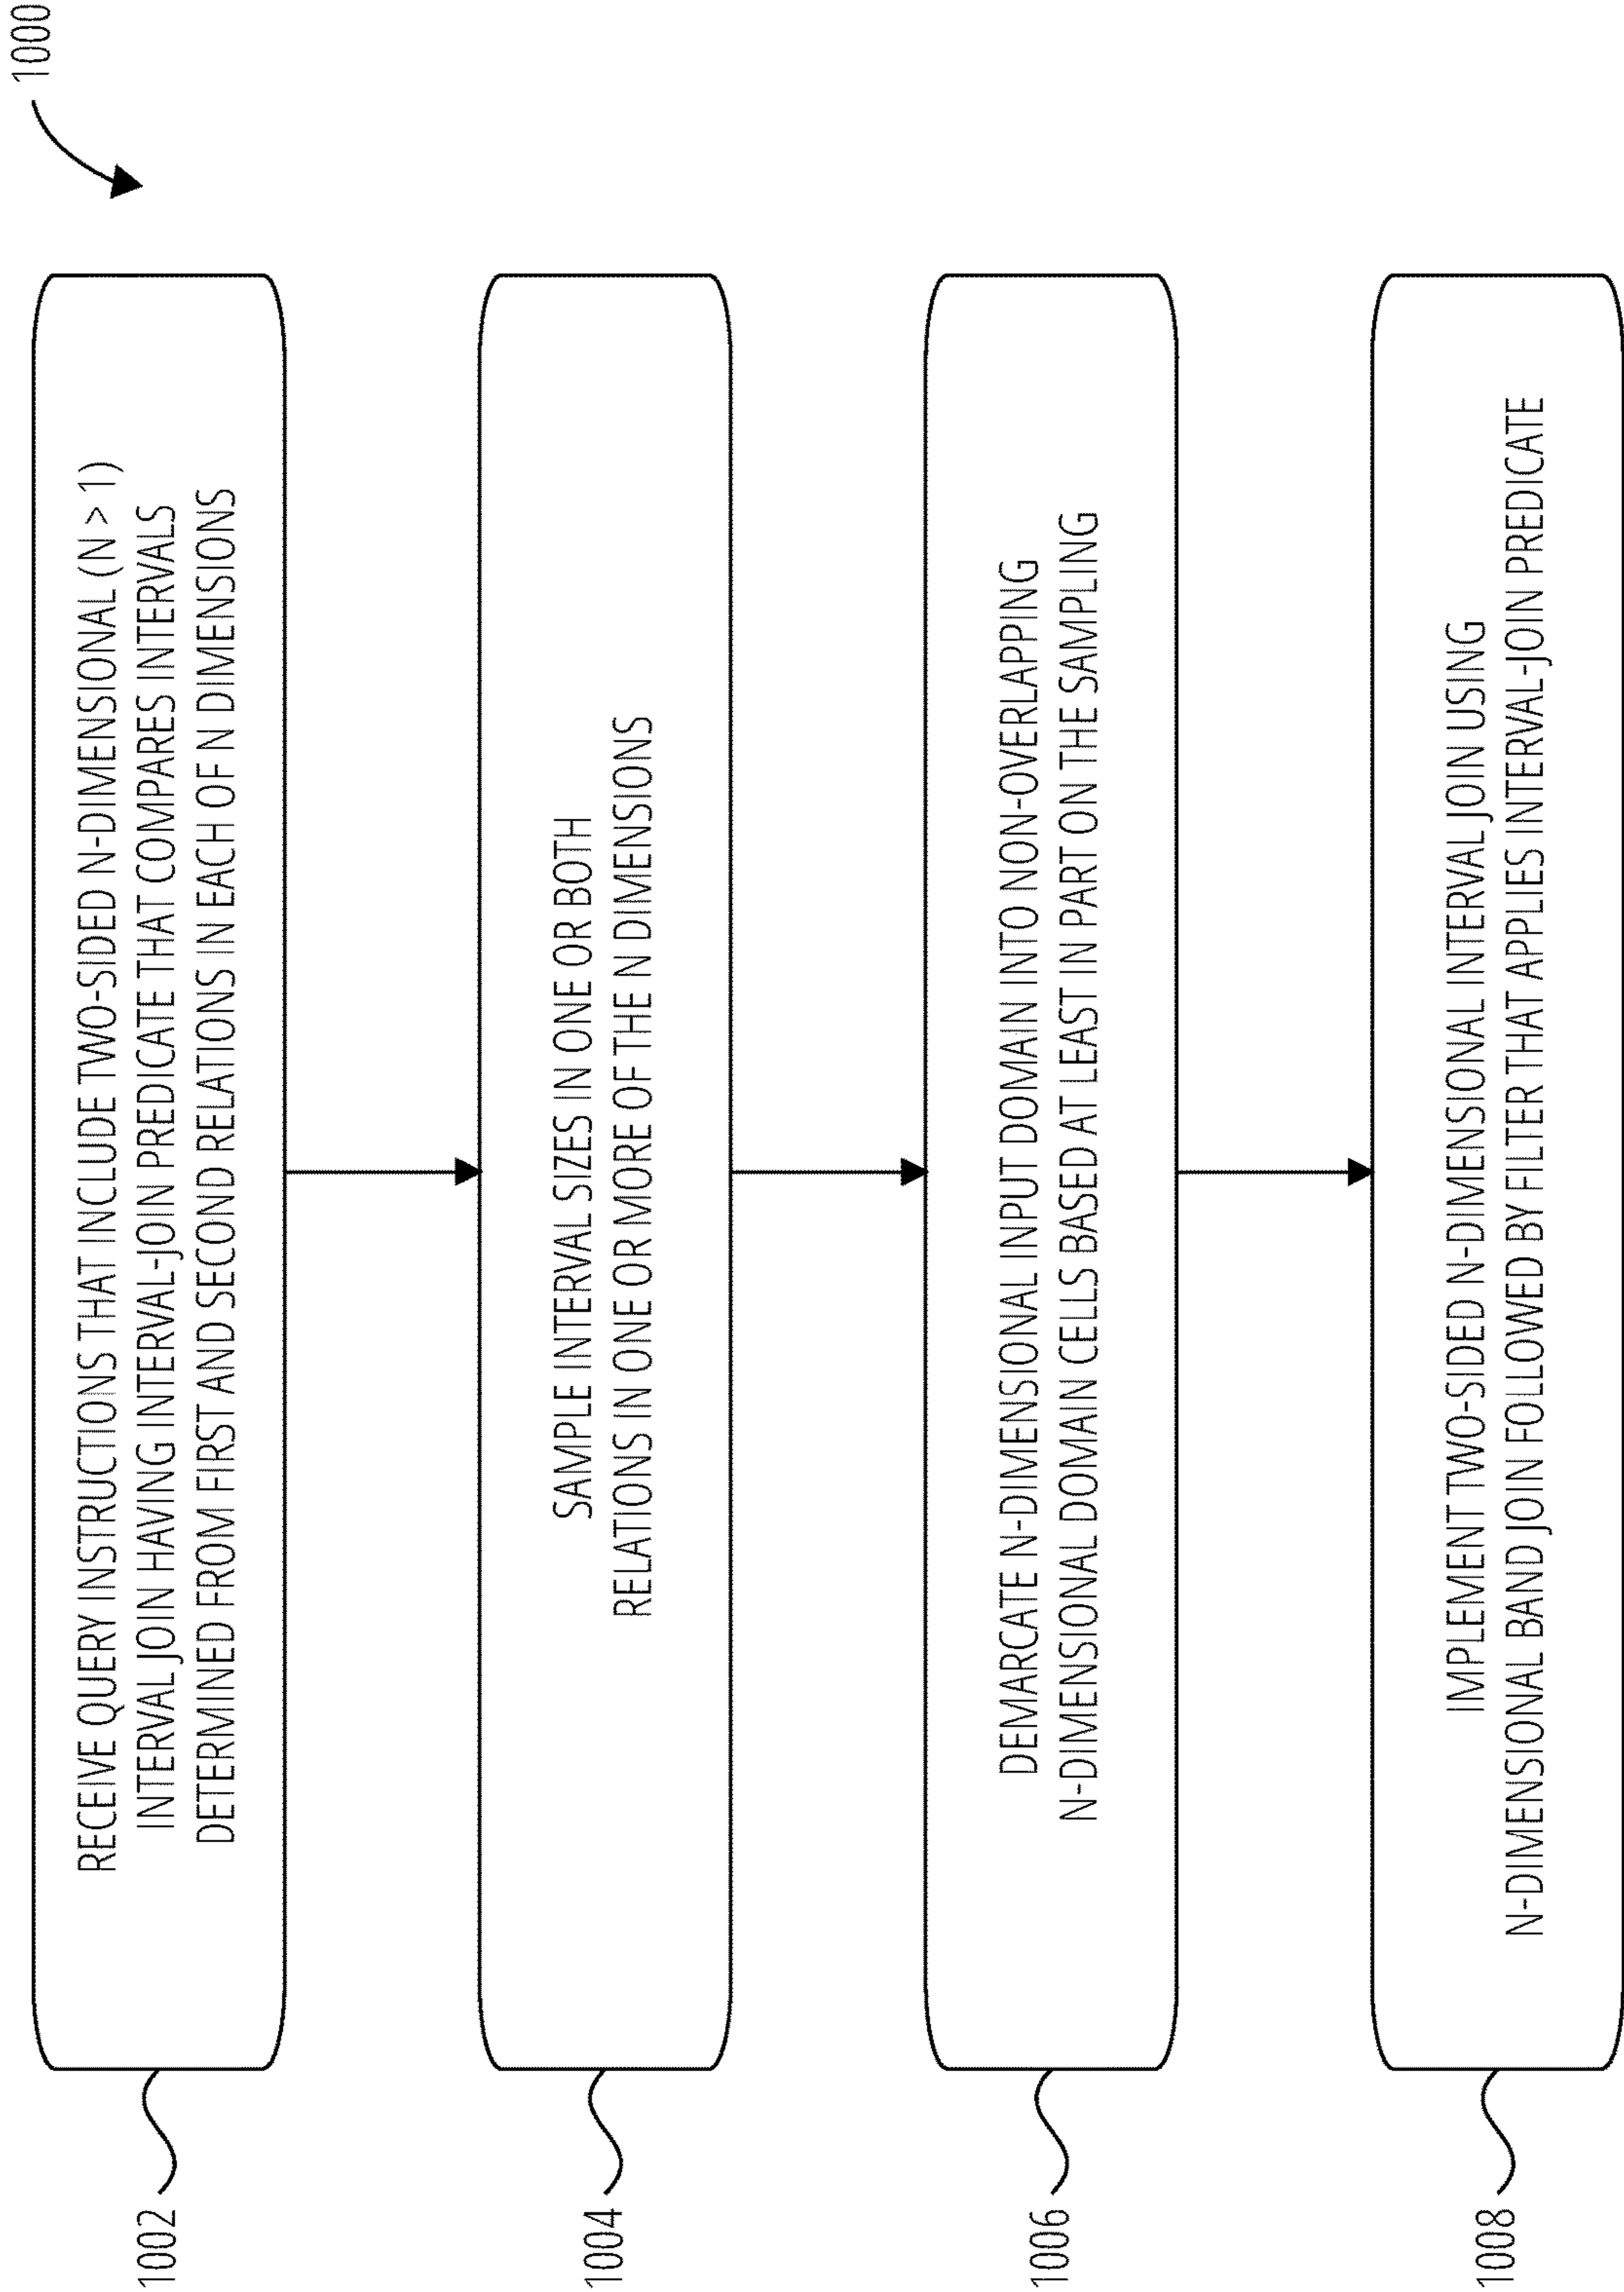 1000
1002
RECEIVE QUERY INSTRUCTIONS THAT INCLUDE TWO-SIDED N-DIMENSIONAL (N > 1)
INTERVAL JOIN HAVING INTERVAL-JOIN PREDICATE THAT COMPARES INTERVALS
DETERMINED FROM FIRST AND SECOND RELATIONS IN EACH OF N DIMENSIONS
1004
SAMPLE INTERVAL SIZES IN ONE OR BOTH
RELATIONS IN ONE OR MORE OF THE N DIMENSIONS
1006
DEMARCATE N-DIMENSIONAL INPUT DOMAIN INTO NON-OVERLAPPING
N-DIMENSIONAL DOMAIN CELLS BASED AT LEAST IN PART ON THE SAMPLING
1008
IMPLEMENT TWO-SIDED N-DIMENSIONAL INTERVAL JOIN USING
N-DIMENSIONAL BAND JOIN FOLLOWED BY FILTER THAT APPLIES INTERVAL-JOIN PREDICATE